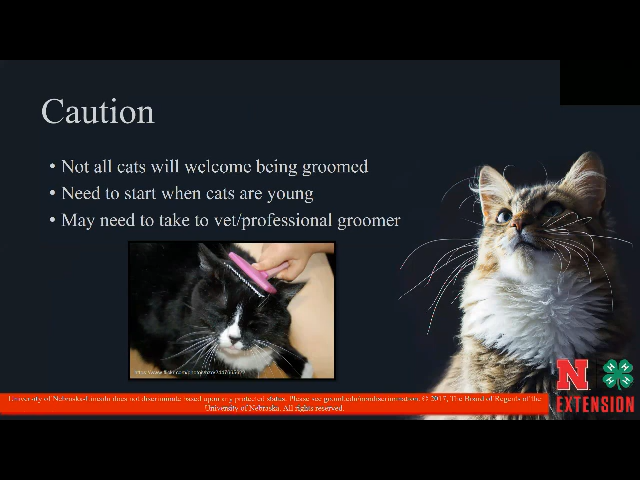 Caution
• Not all cats will welcome being groomed
• Need to start when cats are young
• May need to take to vet/professional groomer
University of Nebraska-Lincoln does not discriminate based upon any protected status. Please see go.unl.edu/nondiscrimination. © 2017, The Board of Regents of the
University of Nebraska. All rights reserved.
N
H H H H
EXTENSION